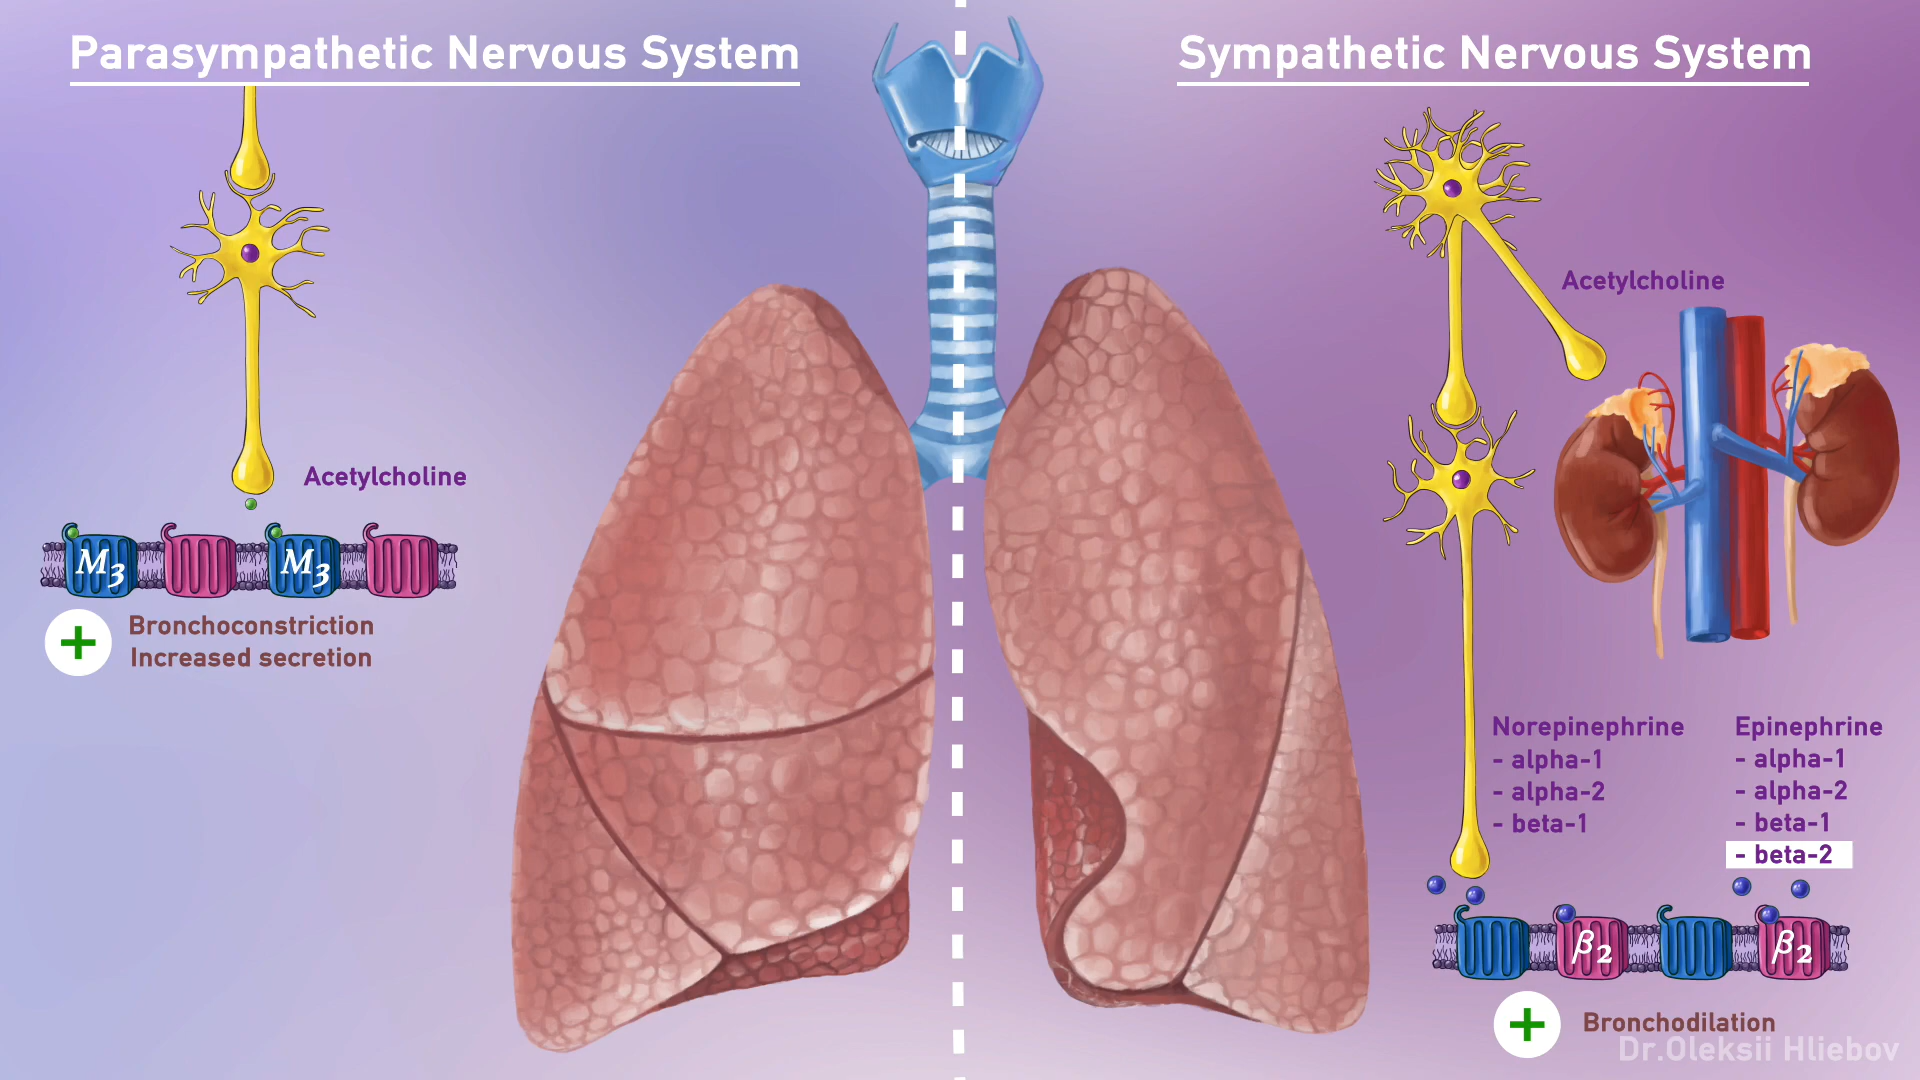 Parasympathetic Nervous System
Acetylcholine
M3
M3
Bronchoconstriction
Increased secretion
Sympathetic Nervous System
Acetylcholine
Norepinephrine
- alpha-1
- alpha-2
- beta-1
Epinephrine
- alpha-1
- alpha-2
- beta-1
- beta-2
β2
β2
Bronchodilation
Dr.Oleksii Hliebov